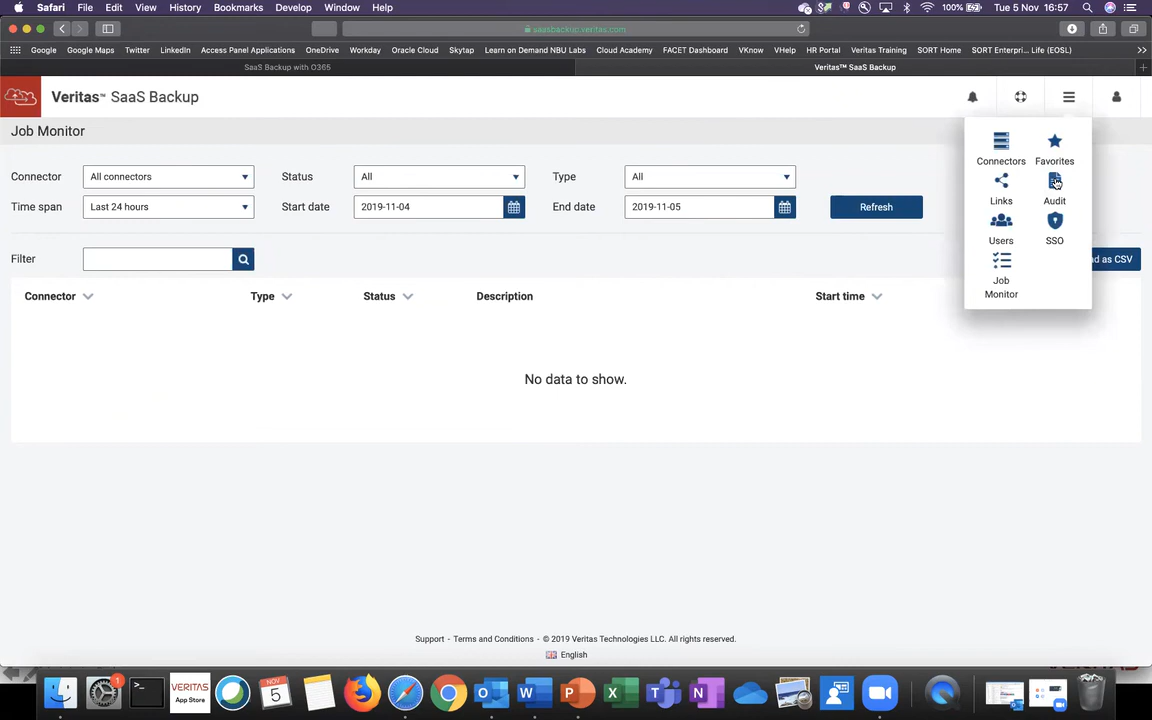 Safari File Edit View History Bookmarks Develop Window Help 100% Tue 5 Nov 16:57
saasbackup.veritas.com
Google Google Maps Twitter LinkedIn Access Panel Applications OneDrive Workday Oracle Cloud Skytap Learn on Demand NBU Labs Cloud Academy FACET Dashboard VKnow VHelp HR Portal Veritas Training SORT Home SORT Enterpri... Life (EOSL)
SaaS Backup with O365 Veritas™ SaaS Backup
Veritas™ SaaS Backup
Job Monitor
Connectors Favorites
Connector All connectors Status All Type All
Links Audit
Time span Last 24 hours Start date 2019-11-04 End date 2019-11-05 Refresh
Users SSO
Filter d as CSV
Job
Monitor
Connector Type Status Description Start time
No data to show.
Support - Terms and Conditions - © 2019 Veritas Technologies LLC. All rights reserved.
English
1
VERITAS
App Store
NOV
5